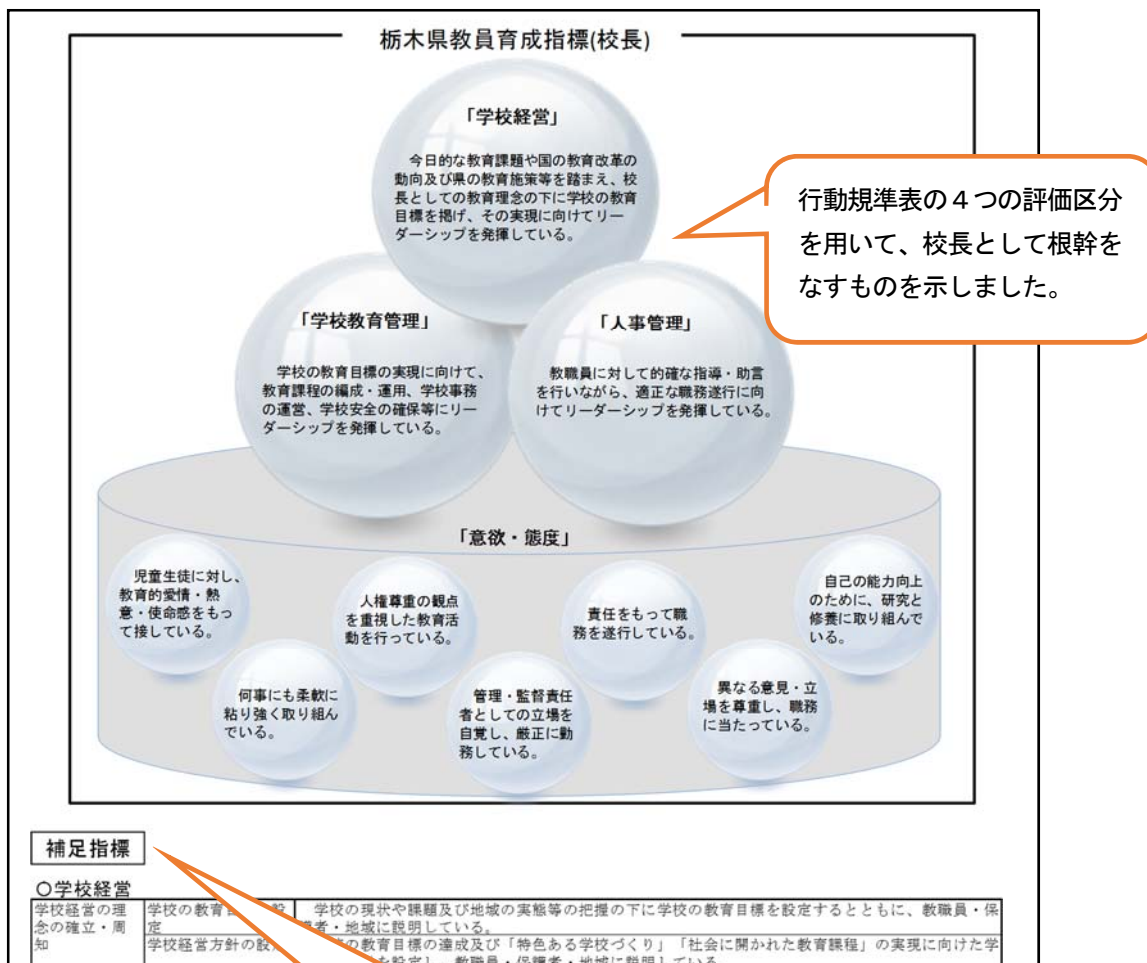 栃木県教員育成指標(校長)
「学校経営」
今日的な教育課題や国の教育改革の
動向及び県の教育施策等を踏まえ、校
長としての教育理念の下に学校の教育
目標を掲げ、その実現に向けてリー
ダーシップを発揮している。
行動規準表の4つの評価区分
を用いて、校長として根幹を
なすものを示しました。
「学校教育管理」
学校の教育目標の実現に向けて、
教育課程の編成・運用、学校事務
の運営、学校安全の確保等にリー
ダーシップを発揮している。
「人事管理」
教職員に対して的確な指導・助言
を行いながら、適正な職務遂行に向
けてリーダーシップを発揮している。
「意欲・態度」
児童生徒に対し、
教育的愛情・熱
意・使命感をもっ
て接している。
人権尊重の観点
を重視した教育活
動を行っている。
責任をもって職
務を遂行している。
自己の能力向上
のために、研究と
修養に取り組んで
いる。
何事にも柔軟に
粘り強く取り組ん
でいる。
管理・監督責任
者としての立場を
自覚し、厳正に勤
務している。
異なる意見・立
場を尊重し、職務
に当たっている。
補足指標
○学校経営
学校経営の理
念の確立・周
知
学校の教育
設
定
学校の現状や課題及び地域の実態等の把握の下に学校の教育目標を設定するとともに、教職員・保
者・地域に説明している。
学校経営方針の設
の教育目標の達成及び「特色ある学校づくり」「社会に開かれた教育課程」の実現に向けた学
を設定し、教職員・保護者・地域に説明している。